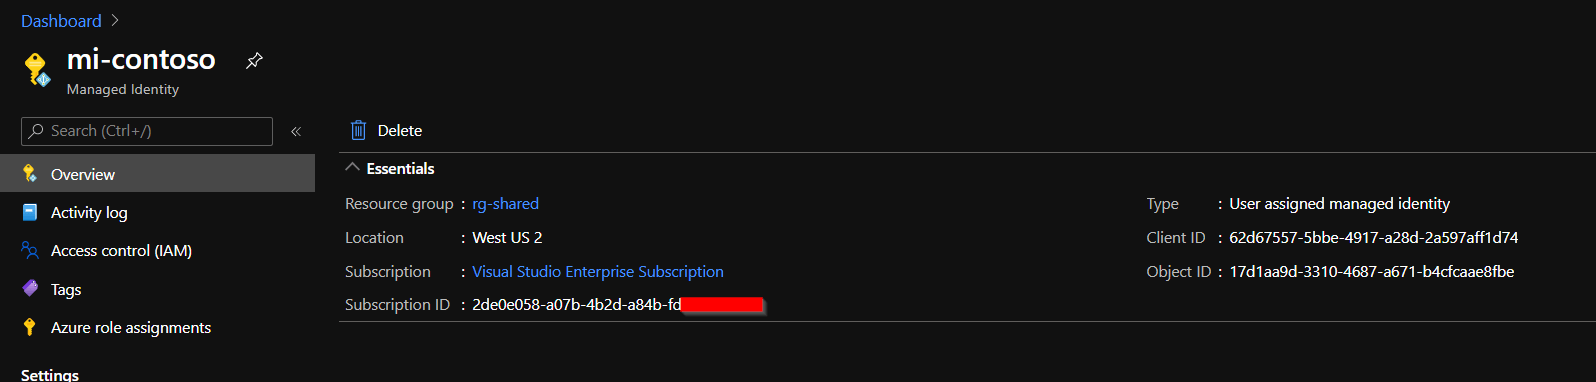 Dashboard >
mi-contoso
Managed Identity
Search (Ctrl+/)
«
Delete
Overview
Activity log
Access control (IAM)
Tags
Azure role assignments
Settings
Essentials
Resource group : rg-shared
Location : West US 2
Subscription : Visual Studio Enterprise Subscription
Subscription ID : 2de0e058-a07b-4b2d-a84b-fd
Type : User assigned managed identity
Client ID : 62d67557-5bbe-4917-a28d-2a597aff1d74
Object ID : 17d1aa9d-3310-4687-a671-b4cfcaae8fbe